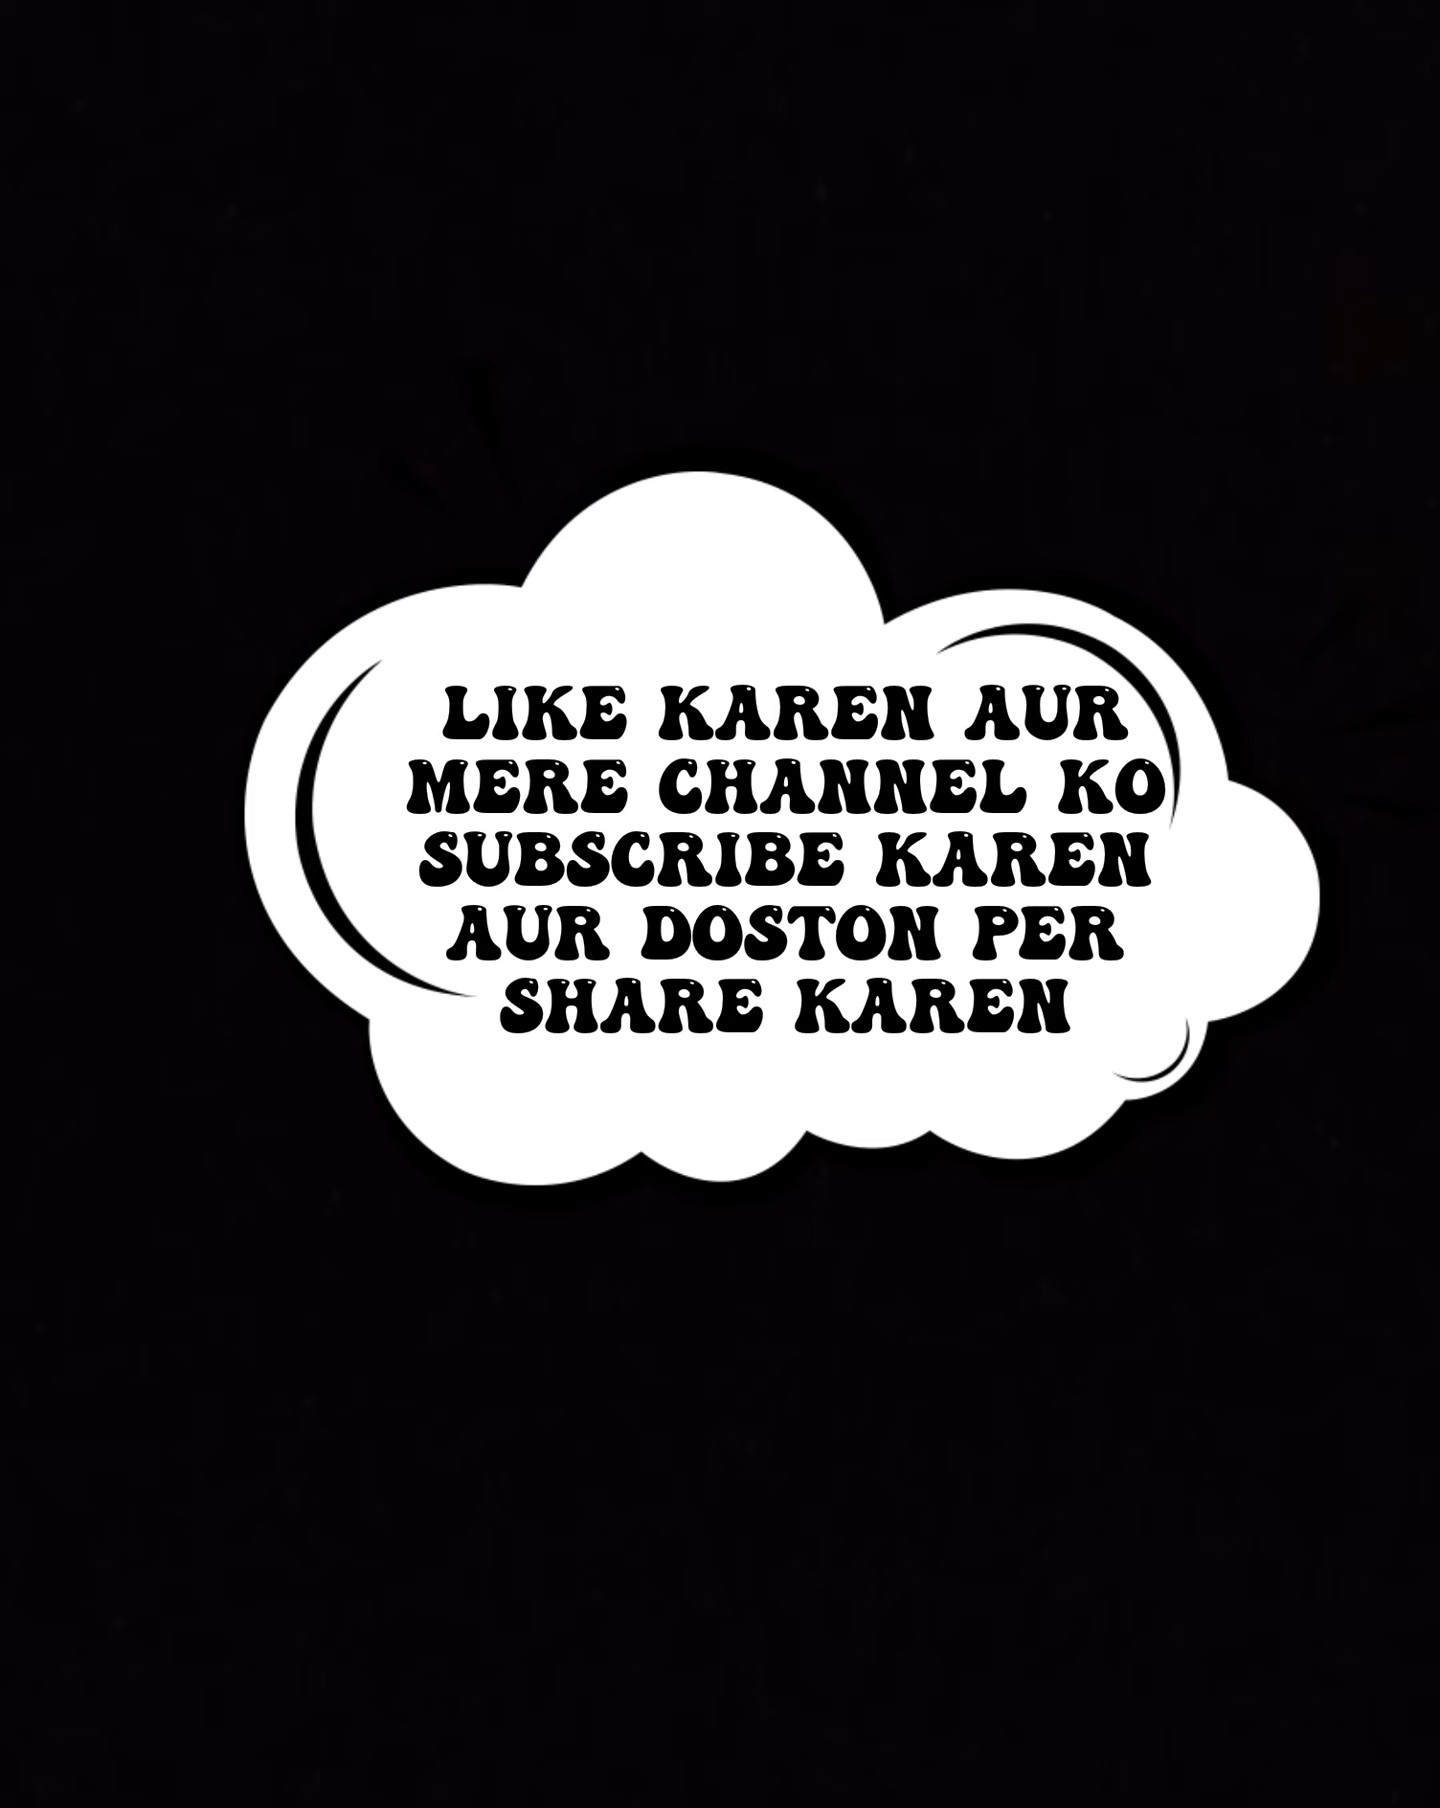 LIKE KAREN AUR
MERE CHANNEL KO
SUBSCRIBE KAREN
AUR DOSTON PER
SHARE KAREN